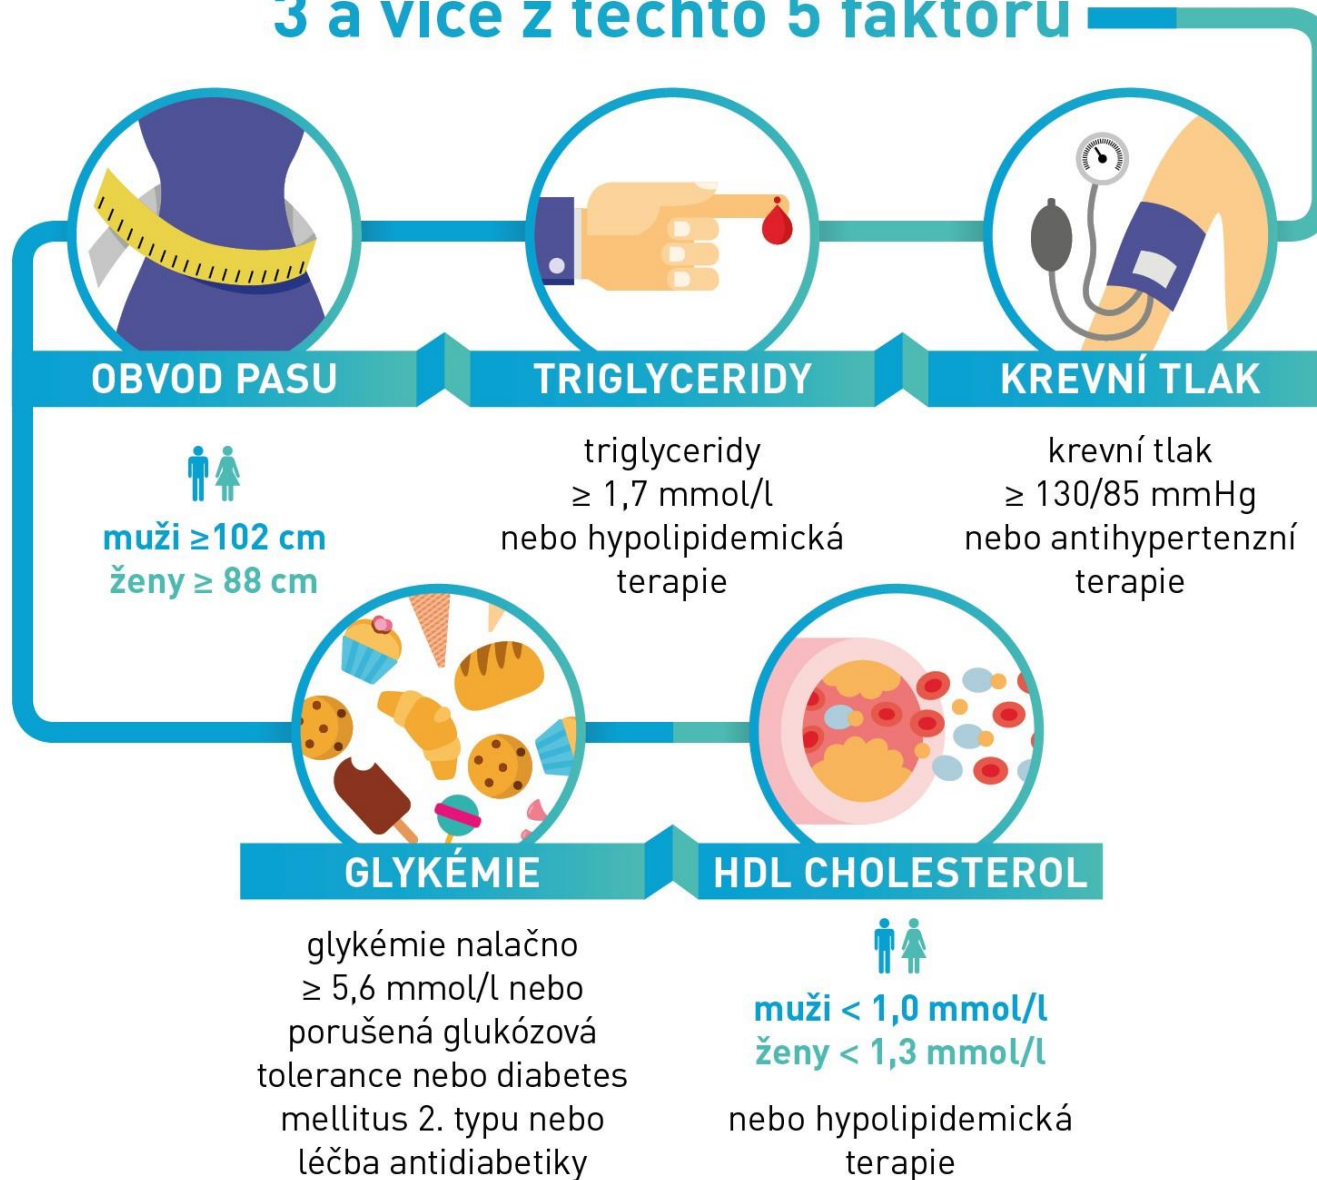 3 a více z těchto 5 faktorů
OBVOD PASU
muži ≥102 cm
ženy ≥ 88 cm
TRIGLYCERIDY
triglyceridy
≥ 1,7 mmol/l
nebo hypolipidemická
terapie
KREVNÍ TLAK
krevní tlak
≥ 130/85 mmHg
nebo antihypertenzní
terapie
GLYKÉMIE
glykémie nalačno
≥ 5,6 mmol/l nebo
porušená glukózová
tolerance nebo diabetes
mellitus 2. typu nebo
léčba antidiabetiky
HDL CHOLESTEROL
muži < 1,0 mmol/l
ženy < 1,3 mmol/l
nebo hypolipidemická
terapie